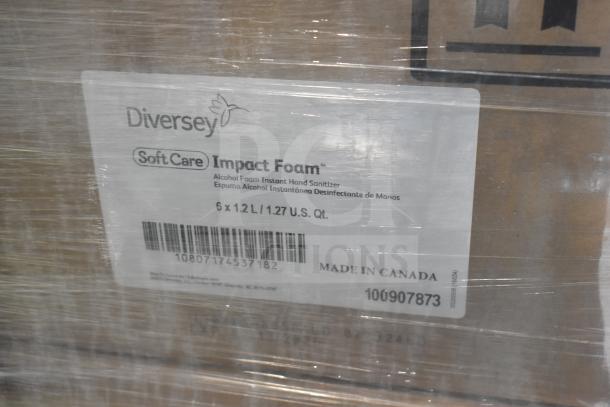 Diversey
Soft Care Impact Foam™
Alcohol Foam Instant Hand Sanitizer
Espuma Alcohol Instantánea Desinfectante de Manos
6 x 1.2 L / 1.27 U.S. Qt.
10807174537182
MADE IN CANADA
100907873